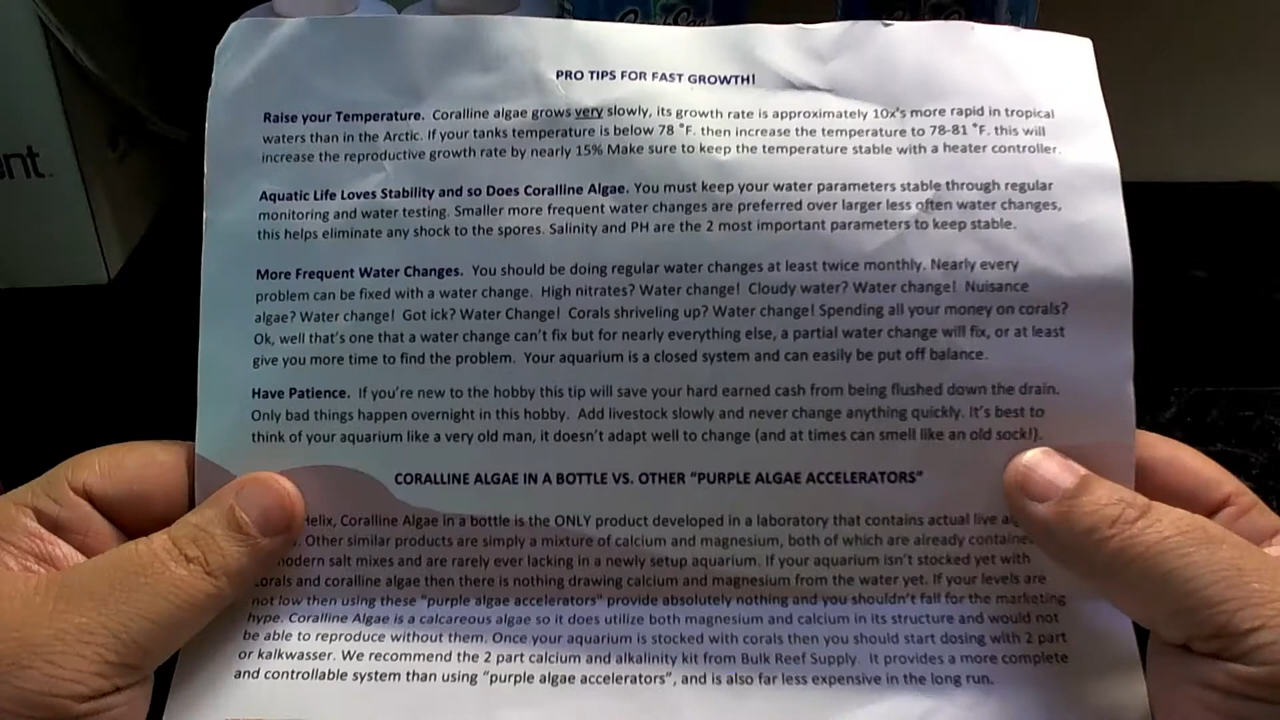 nt.
PRO TIPS FOR FAST GROWTH!
Raise your Temperature. Coralline algae grows very slowly, its growth rate is approximately 10x's more rapid in tropical
waters than in the Arctic. If your tanks temperature is below 78 °F. then increase the temperature to 78-81 °F. this will
increase the reproductive growth rate by nearly 15% Make sure to keep the temperature stable with a heater controller.
Aquatic Life Loves Stability and so Does Coralline Algae. You must keep your water parameters stable through regular
monitoring and water testing. Smaller more frequent water changes are preferred over larger less often water changes,
this helps eliminate any shock to the spores. Salinity and PH are the 2 most important parameters to keep stable.
More Frequent Water Changes. You should be doing regular water changes at least twice monthly. Nearly every
problem can be fixed with a water change. High nitrates? Water change! Cloudy water? Water change! Nuisance
algae? Water change! Got ick? Water Change! Corals shriveling up? Water change! Spending all your money on corals?
Ok, well that's one that a water change can't fix but for nearly everything else, a partial water change will fix, or at least
give you more time to find the problem. Your aquarium is a closed system and can easily be put off balance.
Have Patience. If you're new to the hobby this tip will save your hard earned cash from being flushed down the drain.
Only bad things happen overnight in this hobby. Add livestock slowly and never change anything quickly. It's best to
think of your aquarium like a very old man, it doesn't adapt well to change (and at times can smell like an old sock!).
CORALLINE ALGAE IN A BOTTLE VS. OTHER "PURPLE ALGAE ACCELERATORS"
Helix, Coralline Algae in a bottle is the ONLY product developed in a laboratory that contains actual live
. Other similar products are simply a mixture of calcium and magnesium, both of which are already
modern salt mixes and are rarely ever lacking in a newly setup aquarium. If your aquarium isn't stocked yet with
corals and coralline algae then there is nothing drawing calcium and magnesium from the water yet. If your levels are
not low then using these "purple algae accelerators" provide absolutely nothing and you shouldn't fall for the marketing
hype. Coralline Algae is a calcareous algae so it does utilize both magnesium and calcium in its structure and would not
be able to reproduce without them. Once your aquarium is stocked with corals then you should start dosing with 2 part
or kalkwasser. We recommend the 2 part calcium and alkalinity kit from Bulk Reef Supply. It provides a more complete
and controllable system than using "purple algae accelerators", and is also far less expensive in the long run.